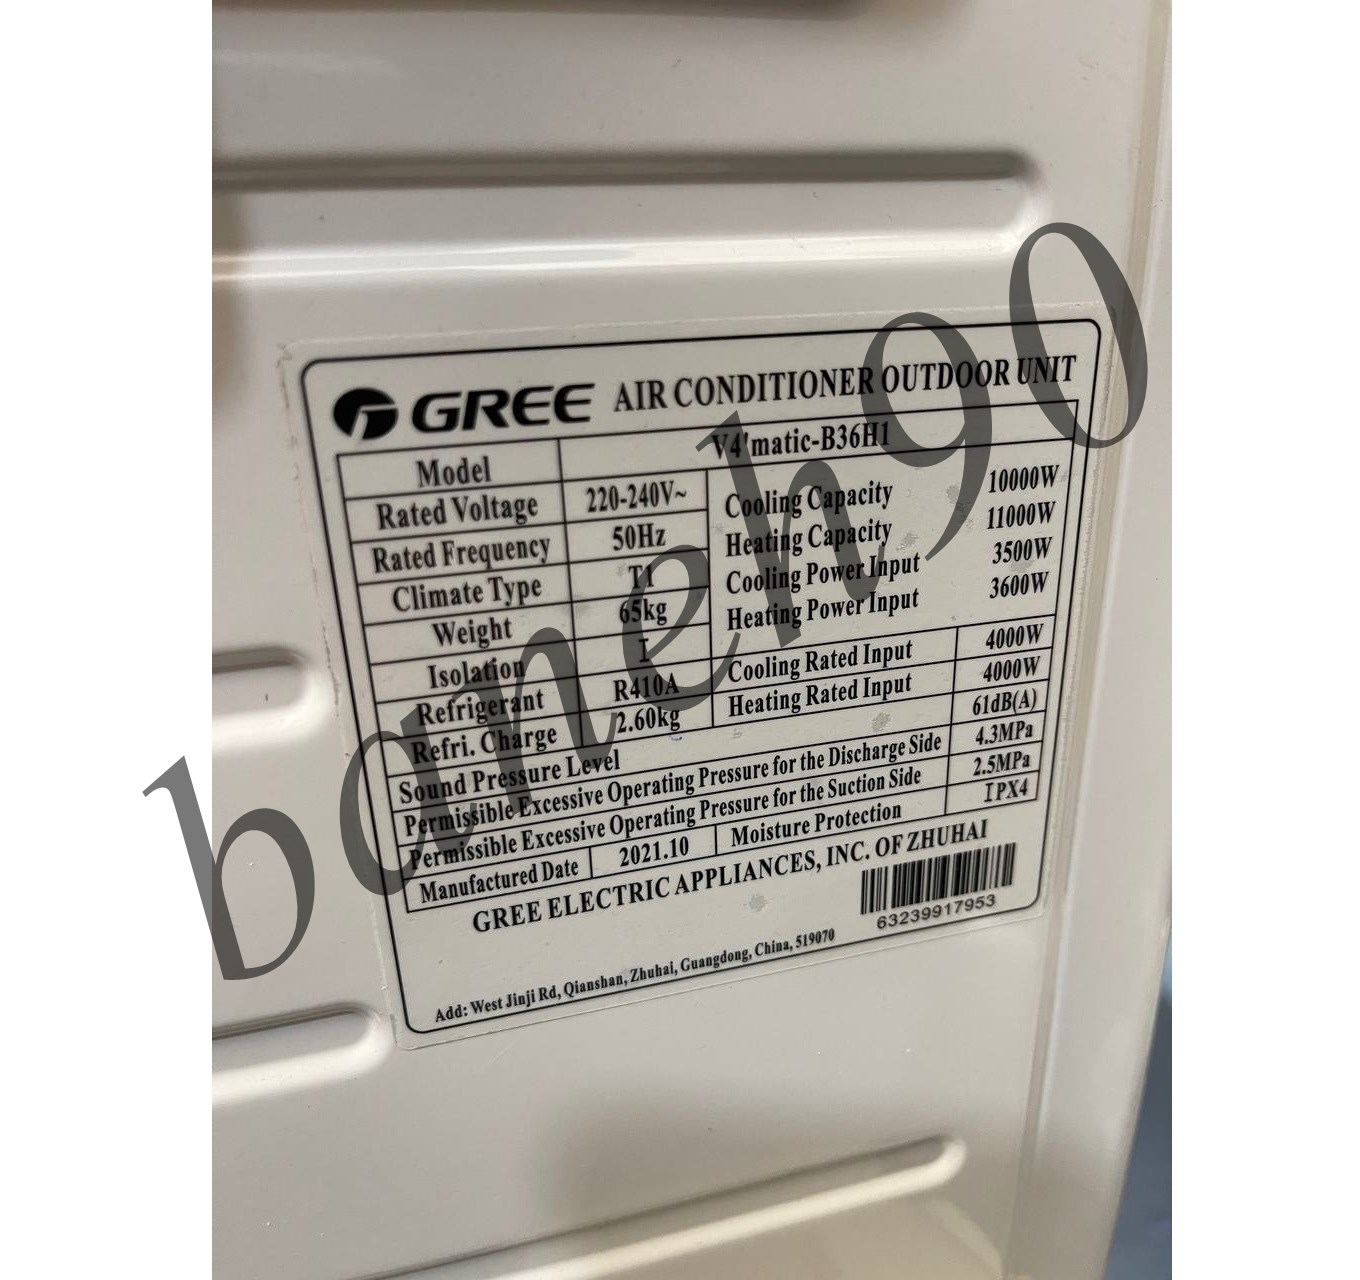 GREE AIR CONDITIONER OUTDOOR UNIT
Model V4'matic-B36H1
Rated Voltage 220-240V~ Cooling Capacity 10000W
Rated Frequency 50Hz Heating Capacity 11000W
Climate Type T1 Cooling Power Input 3500W
Weight 65kg Heating Power Input 3600W
Isolation I Cooling Rated Input 4000W
Refrigerant R410A Heating Rated Input 4000W
Refri. Charge 2.60kg
Sound Pressure Level 61dB(A)
Permissible Excessive Operating Pressure for the Discharge Side 4.3MPa
Permissible Excessive Operating Pressure for the Suction Side 2.5MPa
Manufactured Date 2021.10 Moisture Protection IPX4
GREE ELECTRIC APPLIANCES, INC. OF ZHUHAI
63239917953
Add: West Jinji Rd, Qianshan, Zhuhai, Guangdong, China, 519070
baneh90